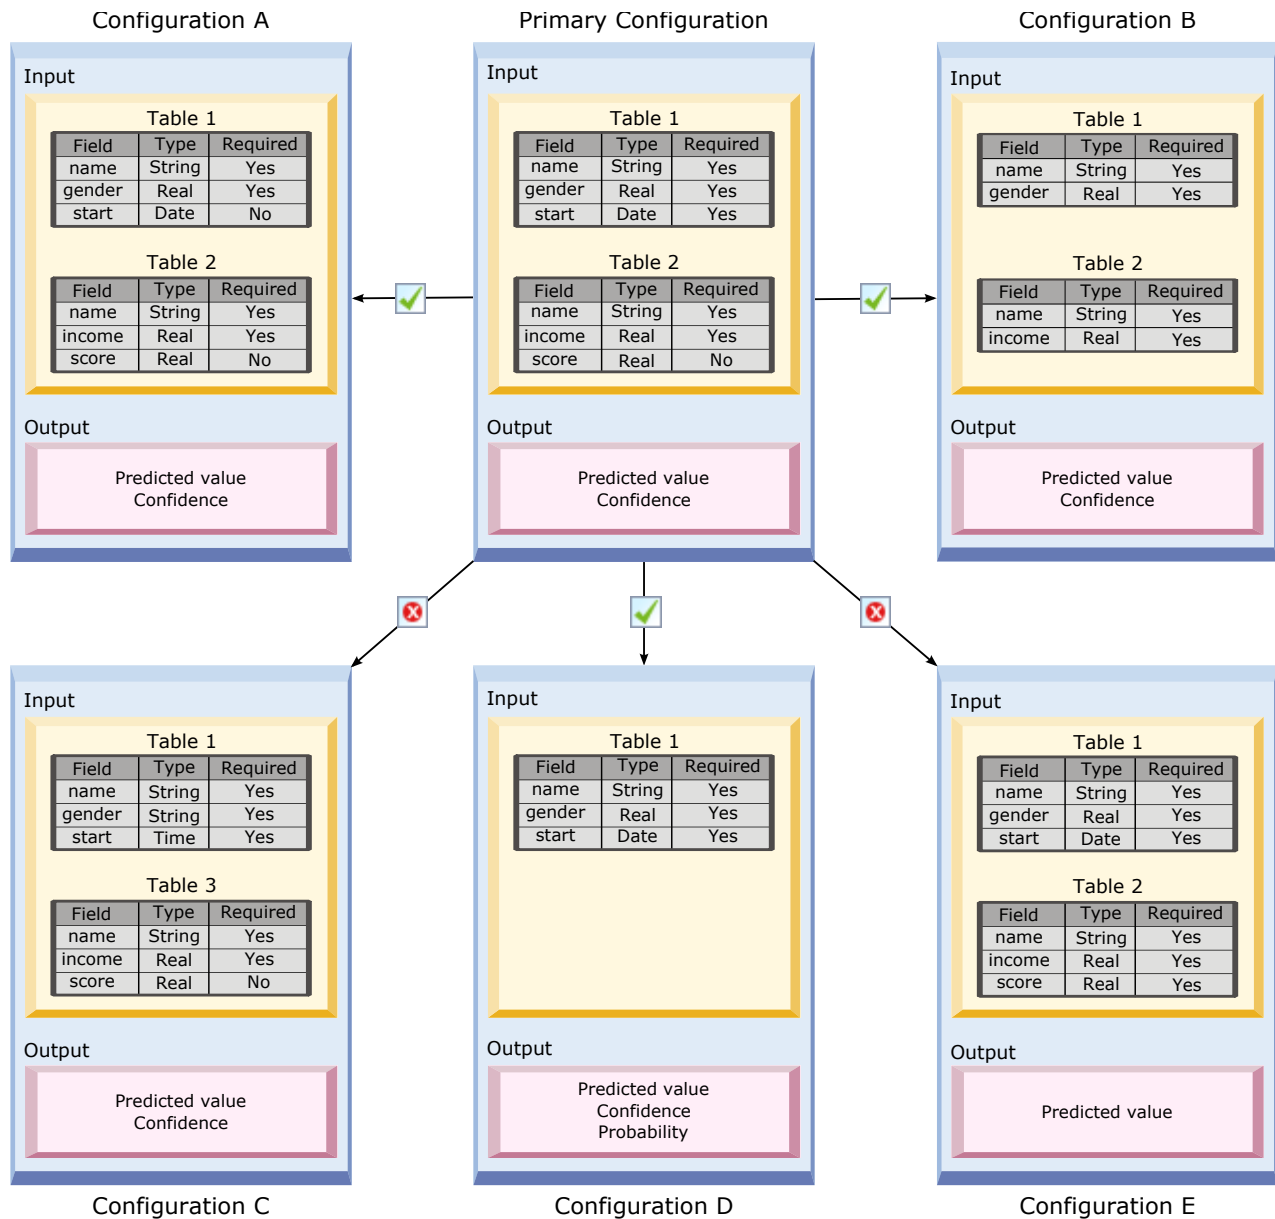 Configuration A
Input
Table 1
Field Type Required
name String Yes
gender Real Yes
start Date No
Table 2
Field Type Required
name String Yes
income Real Yes
score Real No
Output
Predicted value
Confidence
Primary Configuration
Input
Table 1
Field Type Required
name String Yes
gender Real Yes
start Date Yes
Table 2
Field Type Required
name String Yes
income Real Yes
score Real No
Output
Predicted value
Confidence
Configuration B
Input
Table 1
Field Type Required
name String Yes
gender Real Yes
Table 2
Field Type Required
name String Yes
income Real Yes
Output
Predicted value
Confidence
Input
Table 1
Field Type Required
name String Yes
gender String Yes
start Time Yes
Table 3
Field Type Required
name String Yes
income Real Yes
score Real No
Output
Predicted value
Confidence
Configuration C
Input
Table 1
Field Type Required
name String Yes
gender Real Yes
start Date Yes
Output
Predicted value
Confidence
Probability
Configuration D
Input
Table 1
Field Type Required
name String Yes
gender Real Yes
start Date Yes
Table 2
Field Type Required
name String Yes
income Real Yes
score Real Yes
Output
Predicted value
Configuration E